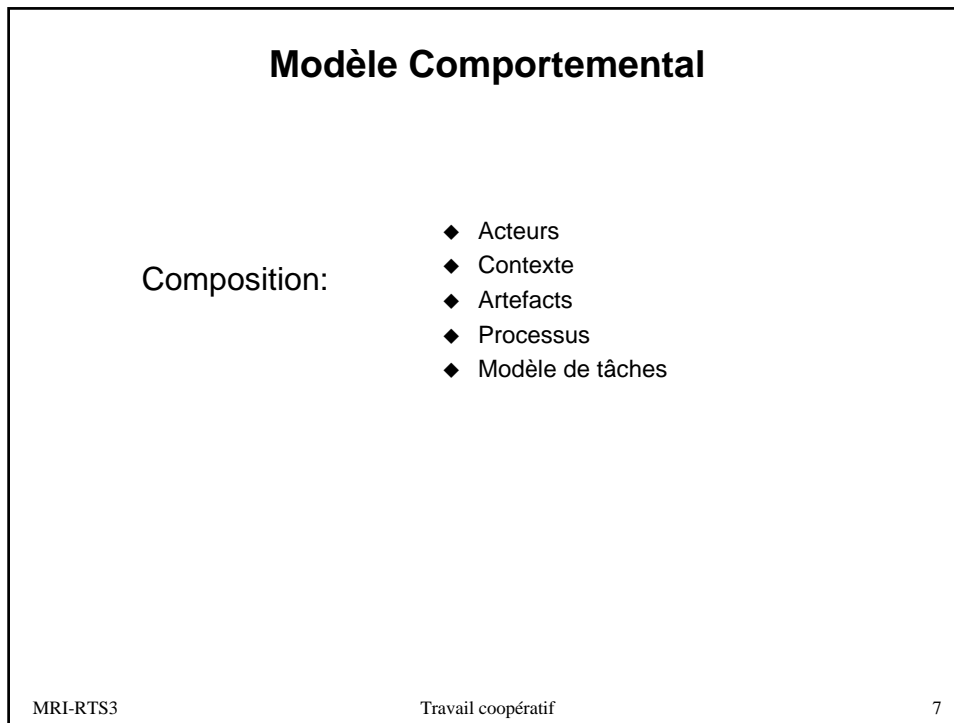 Modèle Comportemental
Composition:
◆ Acteurs
◆ Contexte
◆ Artefacts
◆ Processus
◆ Modèle de tâches
MRI-RTS3 Travail coopératif 7